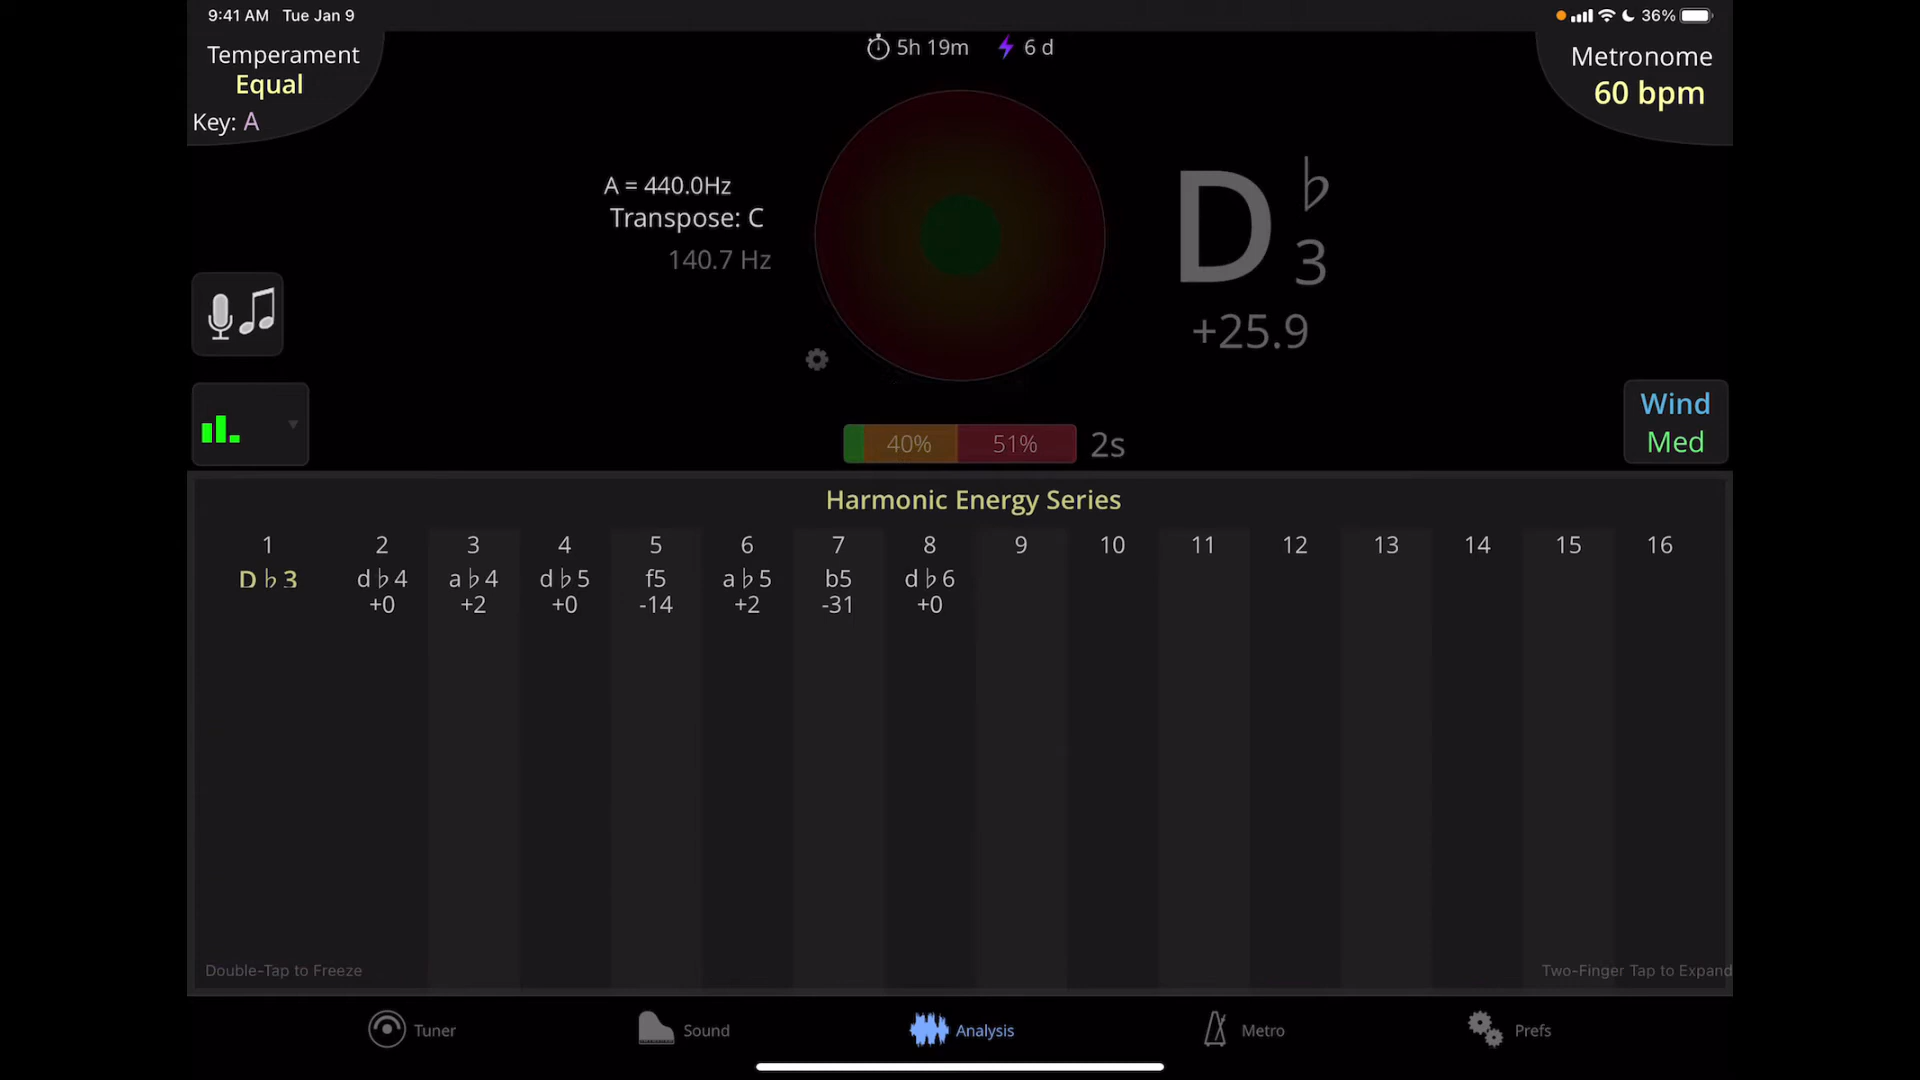 9:41 AM Tue Jan 9
36%
Temperament
Equal
Key: A
5h 19m 6 d
Metronome
60 bpm
A = 440.0Hz
Transpose: C
140.7 Hz
D♭3
+25.9
Wind
Med
40% 51% 2s
Harmonic Energy Series
1 2 3 4 5 6 7 8 9 10 11 12 13 14 15 16
D♭3 d♭4 a♭4 d♭5 f5 a♭5 b5 d♭6
+0 +2 +0 -14 +2 -31 +0
Double-Tap to Freeze Two-Finger Tap to Expand
Tuner Sound Analysis Metro Prefs